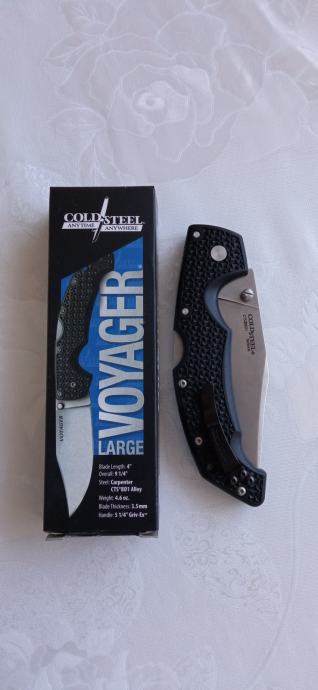 COLD STEEL
ANYTIME ANYWHERE
VOYAGER
LARGE VOYAGER
Blade Length: 4"
Overall: 9 1/4"
Steel: Carpenter
CTS® BD1 Alloy
Weight: 4.6 oz.
Blade Thickness: 3.5mm
Handle: 5 1/4" Griv-Ex™
COLD STEEL®